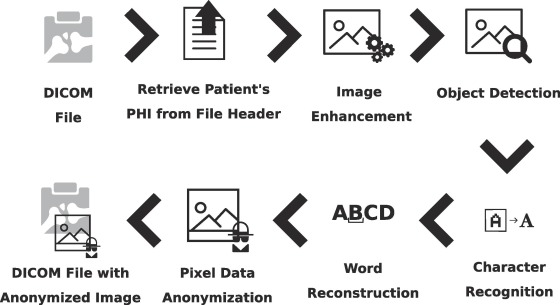 DICOM
File
Retrieve Patient's
PHI from File Header
Image
Enhancement
Object Detection
A → A
Character
Recognition
ABCD
Word
Reconstruction
Pixel Data
Anonymization
DICOM File with
Anonymized Image